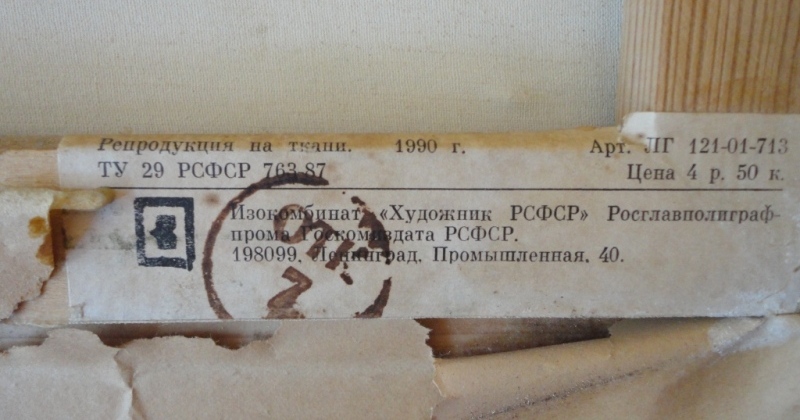 Репродукция на ткани. 1990 г. Арт. ЛГ 121-01-713
ТУ 29 РСФСР 763 87 Цена 4 р. 50 к.
Изокомбинат «Художник РСФСР» Росглавполиграф-
прома Госкомиздата РСФСР.
198099, Ленинград, Промышленная, 40.